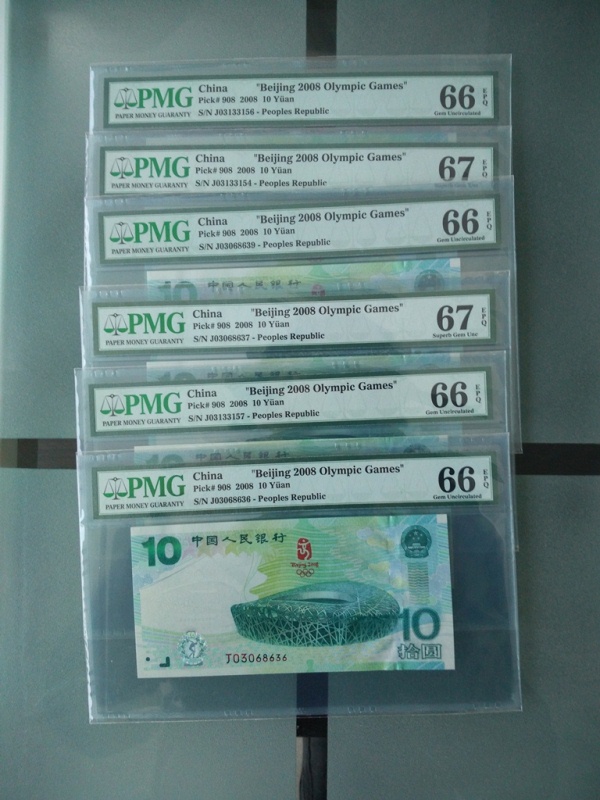 PMG
PAPER MONEY GUARANTY
China "Beijing 2008 Olympic Games"
Pick# 908 2008 10 Yüan
S/N J03133156 - Peoples Republic
66 EPQ
Gem Uncirculated
PMG
PAPER MONEY GUARANTY
China "Beijing 2008 Olympic Games"
Pick# 908 2008 10 Yüan
S/N J03133154 - Peoples Republic
67 EPQ
PMG
PAPER MONEY GUARANTY
China "Beijing 2008 Olympic Games"
Pick# 908 2008 10 Yüan
S/N J03068639 - Peoples Republic
66 EPQ
Gem Uncirculated
10 中国人民银行
PMG
PAPER MONEY GUARANTY
China "Beijing 2008 Olympic Games"
Pick# 908 2008 10 Yüan
S/N J03068637 - Peoples Republic
67 EPQ
Superb Gem Unc
PMG
PAPER MONEY GUARANTY
China "Beijing 2008 Olympic Games"
Pick# 908 2008 10 Yüan
S/N J03133157 - Peoples Republic
66 EPQ
Gem Uncirculated
PMG
PAPER MONEY GUARANTY
China "Beijing 2008 Olympic Games"
Pick# 908 2008 10 Yüan
S/N J03068636 - Peoples Republic
66 EPQ
Gem Uncirculated
10 中国人民银行
Beijing 2008
10
拾圆
J03068636